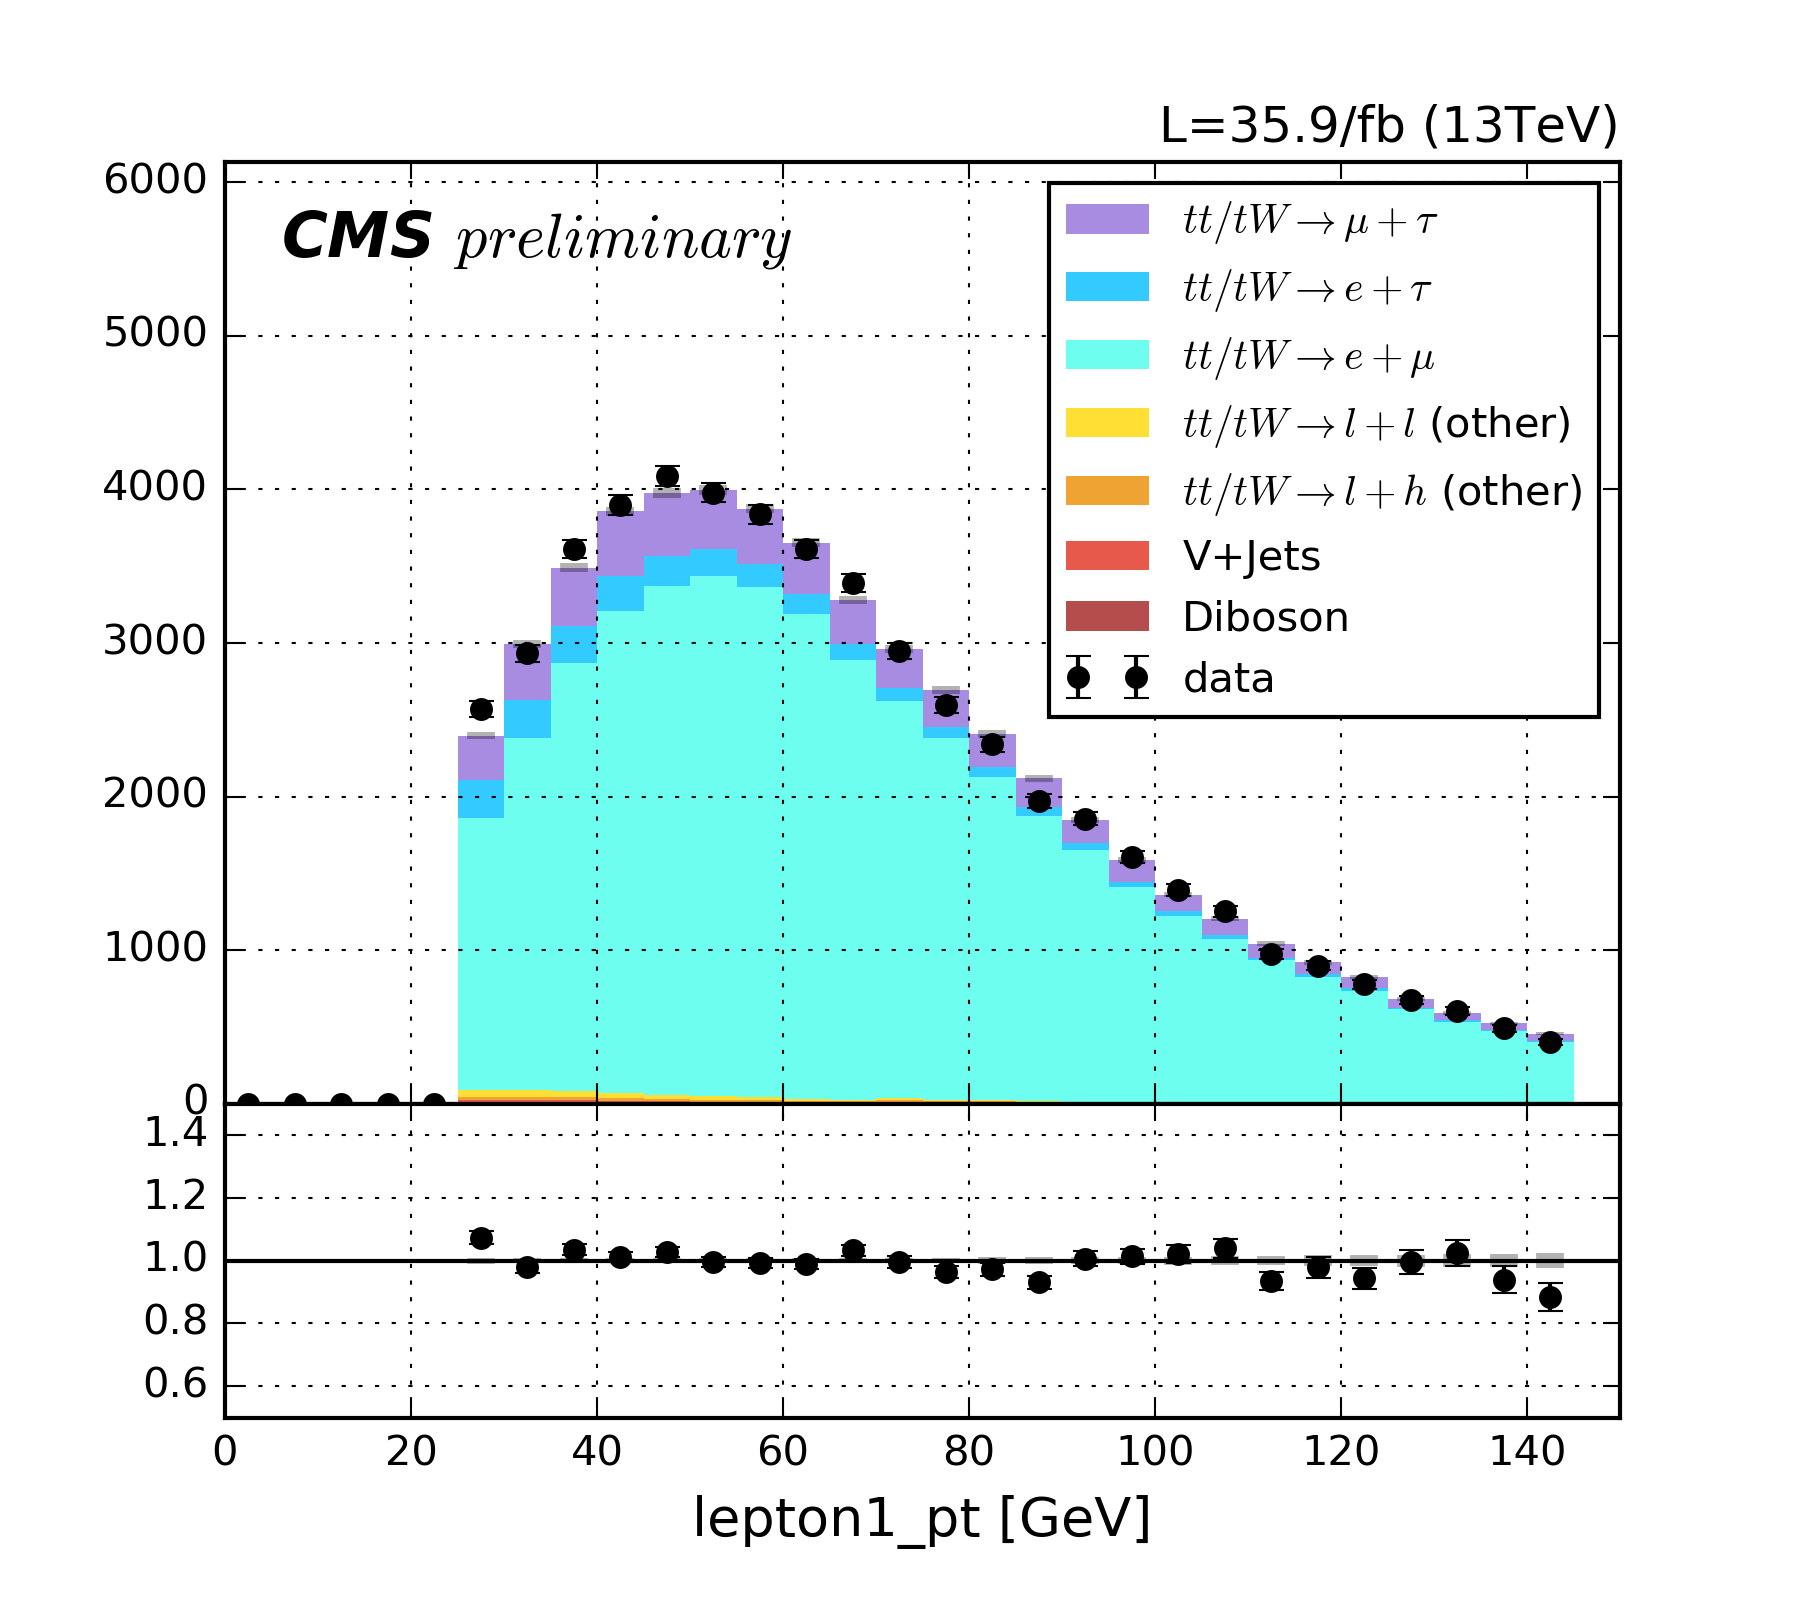 L=35.9/fb (13TeV)
6000
CMS preliminary
tt/tW→μ+τ
tt/tW→e+τ
tt/tW→e+μ
tt/tW→l+l (other)
tt/tW→l+h (other)
V+Jets
Diboson
data
5000
4000
3000
2000
1000
0
1.4
1.2
1.0
0.8
0.6
0 20 40 60 80 100 120 140
lepton1_pt [GeV]